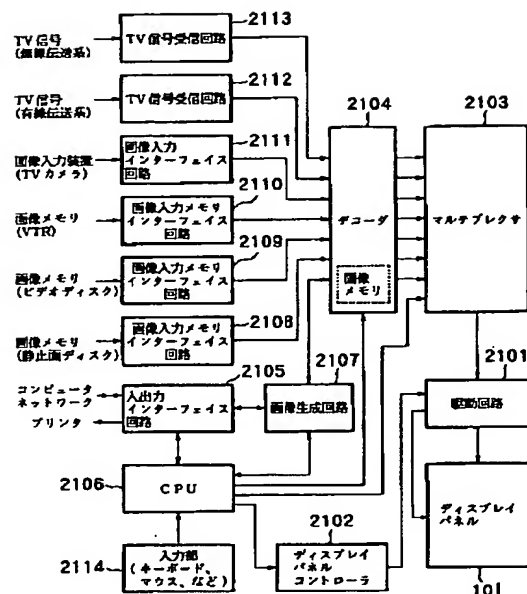 2113
TV信号
(無線伝送系)
TV信号受信回路
2112
TV信号
(有線伝送系)
TV信号受信回路
2104
2103
2111
画像入力装置
(TVカメラ)
画像入力
インターフェイス
回路
2110
画像メモリ
(VTR)
画像入力メモリ
インターフェイス
回路
デコーダ
マルチプレクサ
2109
画像メモリ
(ビデオディスク)
画像入力メモリ
インターフェイス
回路
画像
メモリ
2108
画像メモリ
(静止画ディスク)
画像入力メモリ
インターフェイス
回路
2105
2107
2101
コンピュータ
ネットワーク
プリンタ
入出力
インターフェイス
回路
画像生成回路
駆動回路
2106
CPU
ディスプレイ
パネル
2102
2114
入力部
(キーボード、
マウス、など)
ディスプレイ
パネル
コントローラ
101